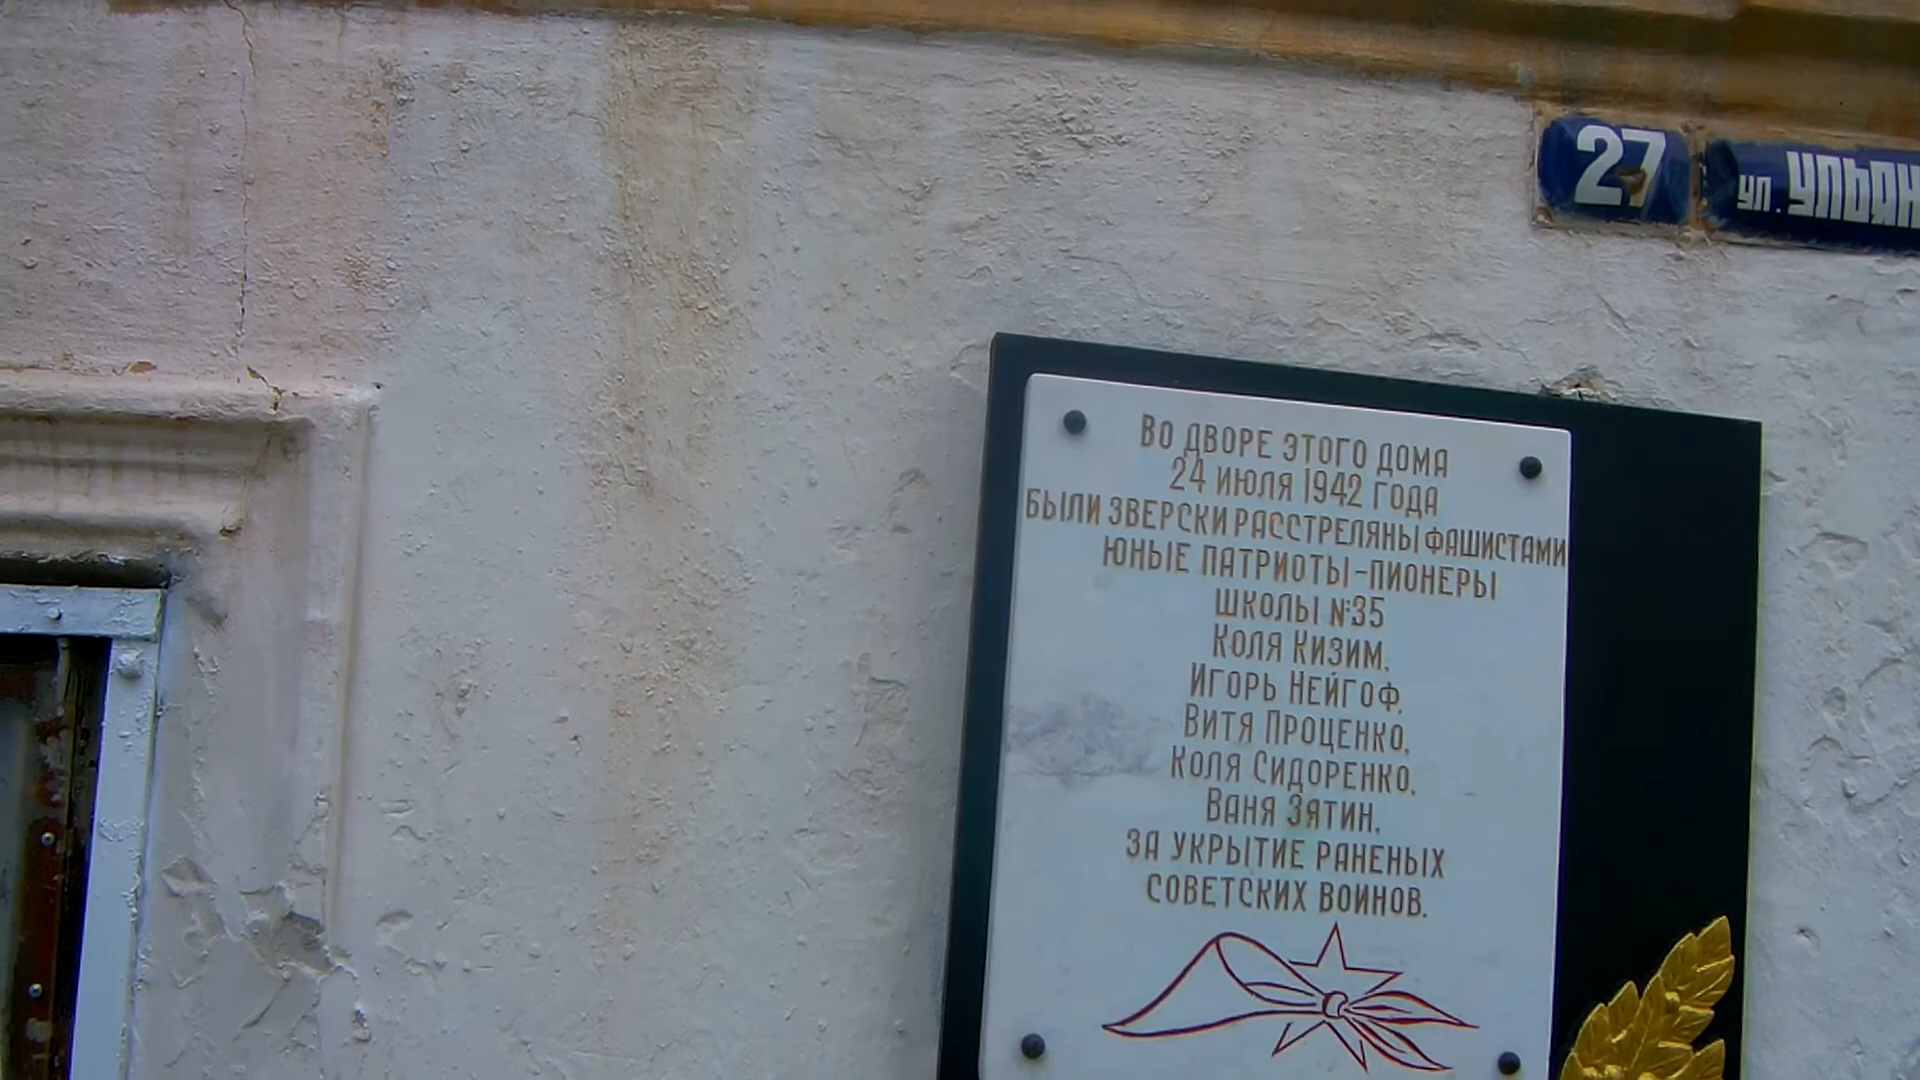 27
ул. УЛЬЯН
Во дворе этого дома
24 июля 1942 года
были зверски расстреляны фашистами
юные патриоты-пионеры
школы №35
Коля Кизим,
Игорь Нейгоф,
Витя Проценко,
Коля Сидоренко,
Ваня Зятин,
за укрытие раненых
советских воинов.